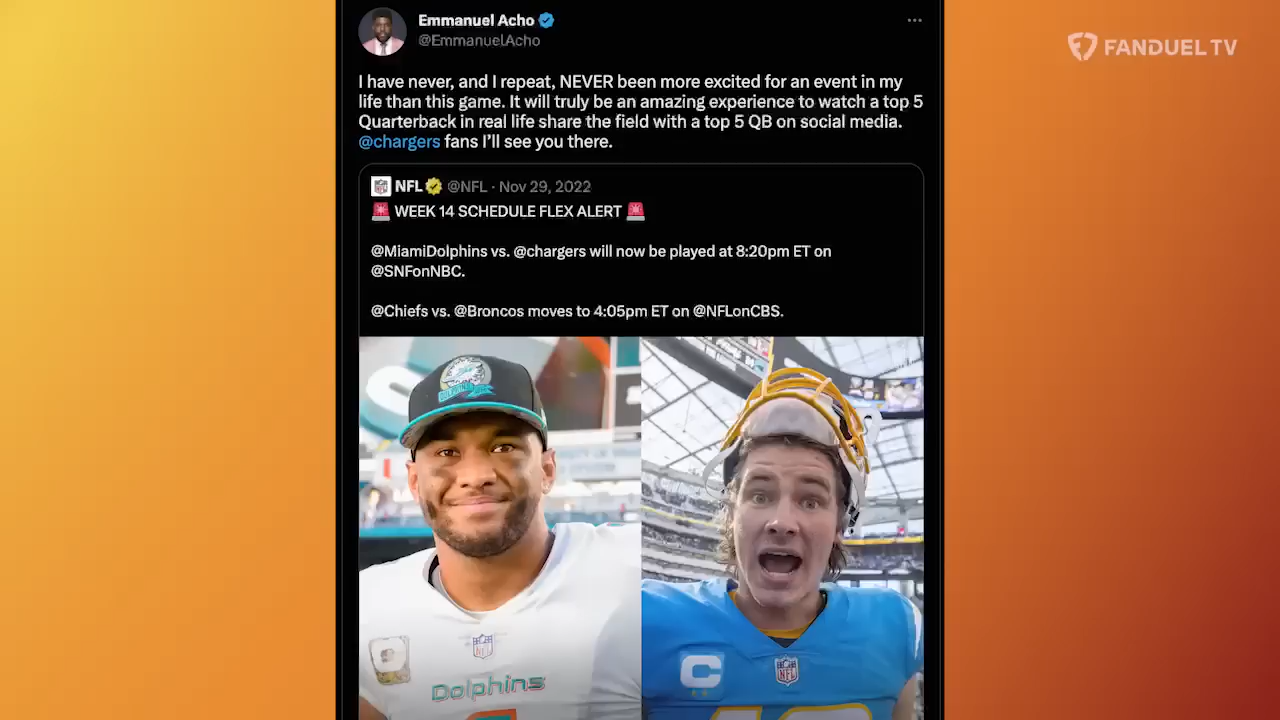 Emmanuel Acho
@EmmanuelAcho
FANDUEL TV
I have never, and I repeat, NEVER been more excited for an event in my
life than this game. It will truly be an amazing experience to watch a top 5
Quarterback in real life share the field with a top 5 QB on social media.
@chargers fans I’ll see you there.
NFL @NFL · Nov 29, 2022
🚨 WEEK 14 SCHEDULE FLEX ALERT 🚨
@MiamiDolphins vs. @chargers will now be played at 8:20pm ET on
@SNFonNBC.
@Chiefs vs. @Broncos moves to 4:05pm ET on @NFLonCBS.
DOLPHINS
NFL
Dolphins
C
NFL